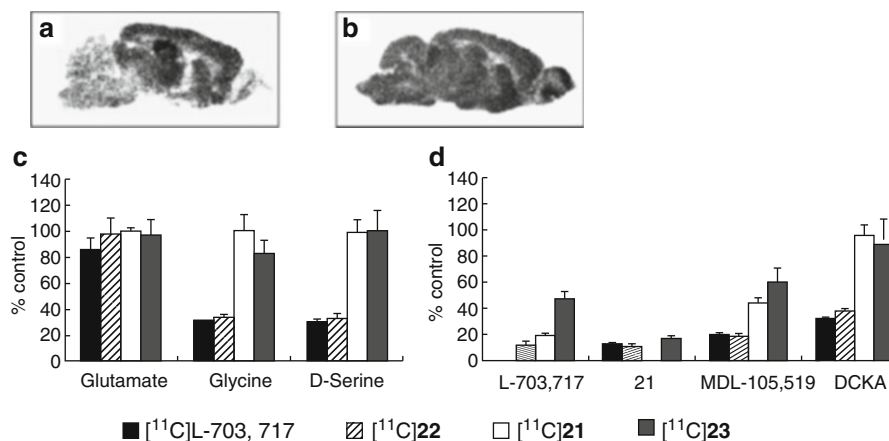 a
b
c
140
120
100
80
60
40
20
0
% control
Glutamate
Glycine
D-Serine
d
140
120
100
80
60
40
20
0
% control
L-703,717
21
MDL-105,519
DCKA
[¹¹C]L-703, 717
[¹¹C]22
[¹¹C]21
[¹¹C]23